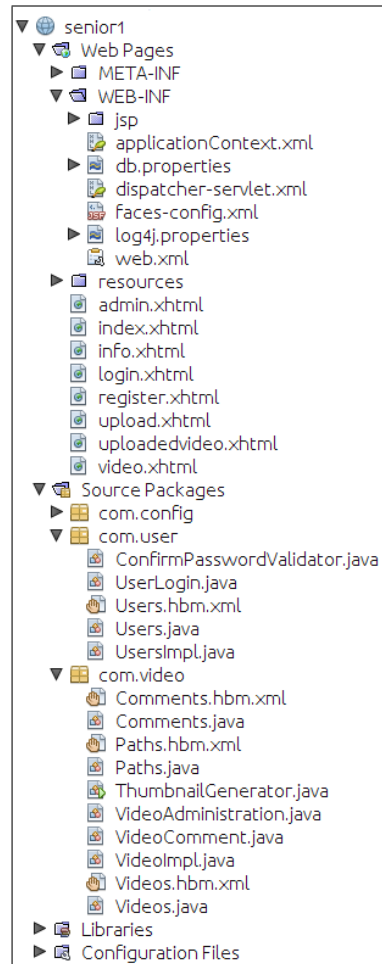 senior1
Web Pages
META-INF
WEB-INF
jsp
applicationContext.xml
db.properties
dispatcher-servlet.xml
faces-config.xml
log4j.properties
web.xml
resources
admin.xhtml
index.xhtml
info.xhtml
login.xhtml
register.xhtml
upload.xhtml
uploadedvideo.xhtml
video.xhtml
Source Packages
com.config
com.user
ConfirmPasswordValidator.java
UserLogin.java
Users.hbm.xml
Users.java
UsersImpl.java
com.video
Comments.hbm.xml
Comments.java
Paths.hbm.xml
Paths.java
ThumbnailGenerator.java
VideoAdministration.java
VideoComment.java
VideoImpl.java
Videos.hbm.xml
Videos.java
Libraries
Configuration Files